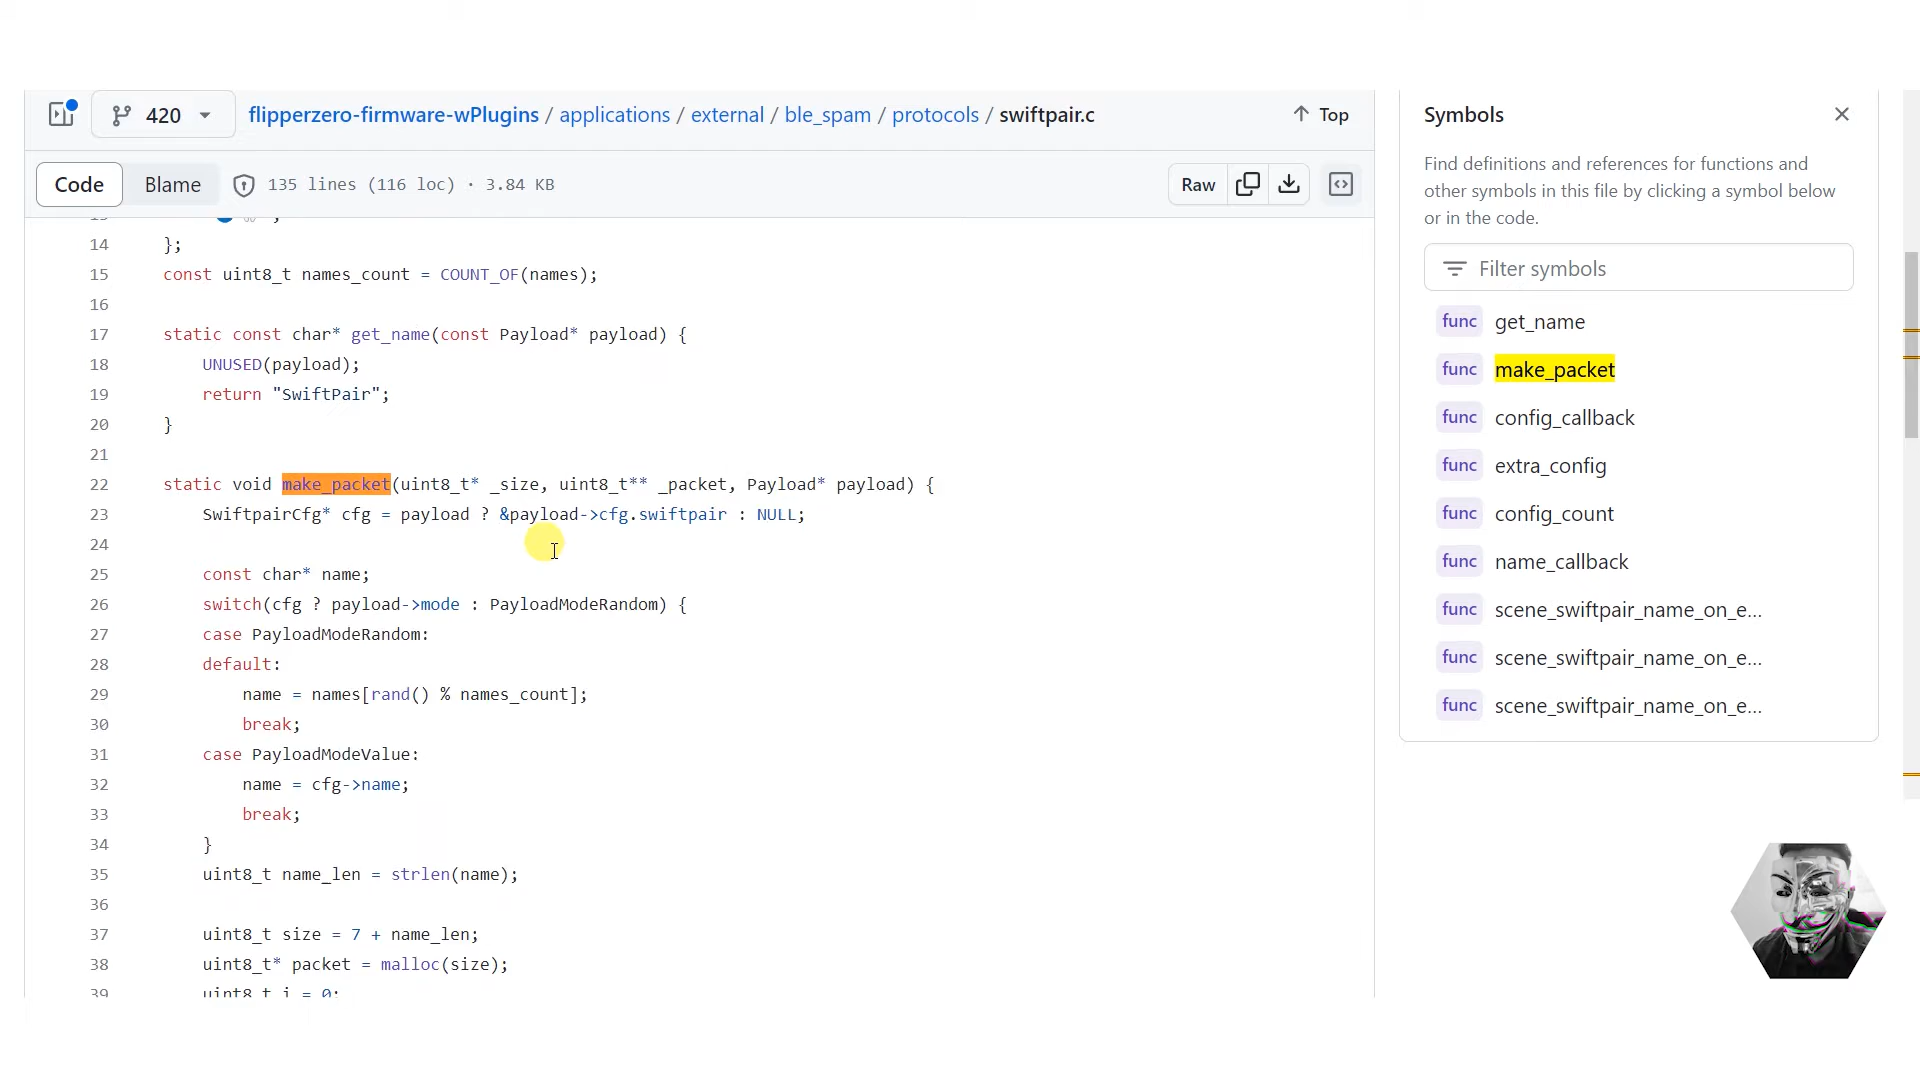 420 flipperzero-firmware-wPlugins / applications / external / ble_spam / protocols / swiftpair.c Top
Code Blame 135 lines (116 loc) · 3.84 KB Raw
14 };
15 const uint8_t names_count = COUNT_OF(names);
16
17 static const char* get_name(const Payload* payload) {
18 UNUSED(payload);
19 return "SwiftPair";
20 }
21
22 static void make_packet(uint8_t* _size, uint8_t** _packet, Payload* payload) {
23 SwiftpairCfg* cfg = payload ? &payload->cfg.swiftpair : NULL;
24
25 const char* name;
26 switch(cfg ? payload->mode : PayloadModeRandom) {
27 case PayloadModeRandom:
28 default:
29 name = names[rand() % names_count];
30 break;
31 case PayloadModeValue:
32 name = cfg->name;
33 break;
34 }
35 uint8_t name_len = strlen(name);
36
37 uint8_t size = 7 + name_len;
38 uint8_t* packet = malloc(size);
39 uint8_t i = 0;
Symbols
Find definitions and references for functions and
other symbols in this file by clicking a symbol below
or in the code.
Filter symbols
func get_name
func make_packet
func config_callback
func extra_config
func config_count
func name_callback
func scene_swiftpair_name_on_e...
func scene_swiftpair_name_on_e...
func scene_swiftpair_name_on_e...